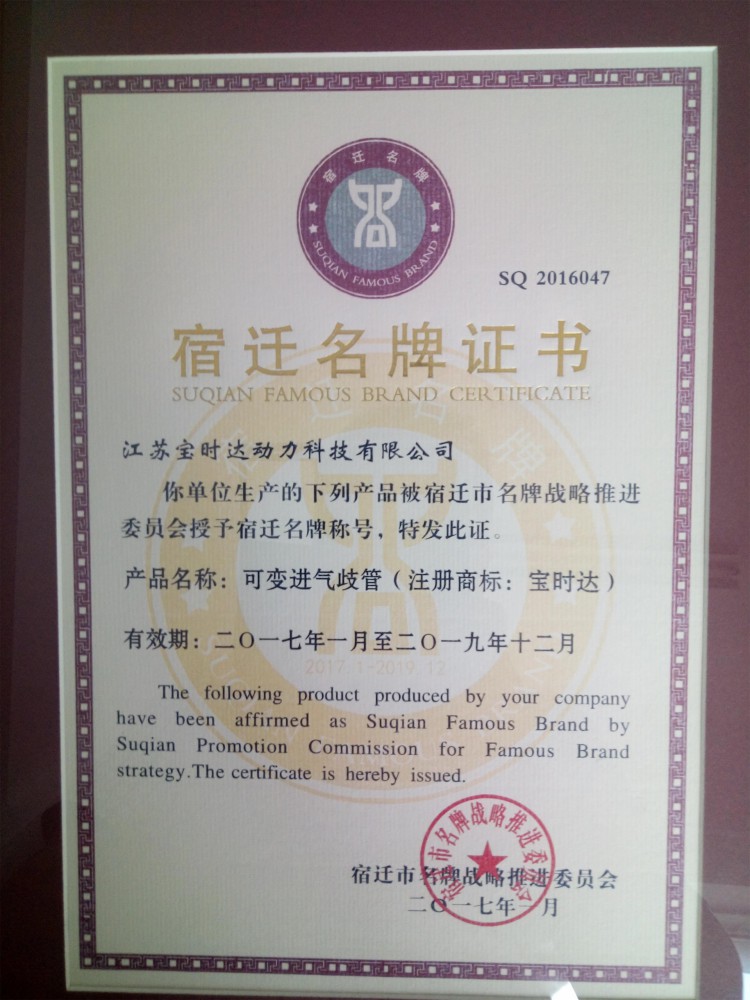 宿迁名牌
SUQIAN FAMOUS BRAND
SQ 2016047
宿迁名牌证书
SUQIAN FAMOUS BRAND CERTIFICATE
江苏宝时达动力科技有限公司
你单位生产的下列产品被宿迁市名牌战略推进
委员会授予宿迁名牌称号，特发此证。
产品名称：可变进气歧管（注册商标：宝时达）
有效期：二〇一七年一月至二〇一九年十二月
2017.1-2019.12
The following product produced by your company
have been affirmed as Suqian Famous Brand by
Suqian Promotion Commission for Famous Brand
strategy.The certificate is hereby issued.
宿迁市名牌战略推进委员会
宿迁市名牌战略推进委员会
二〇一七年一月